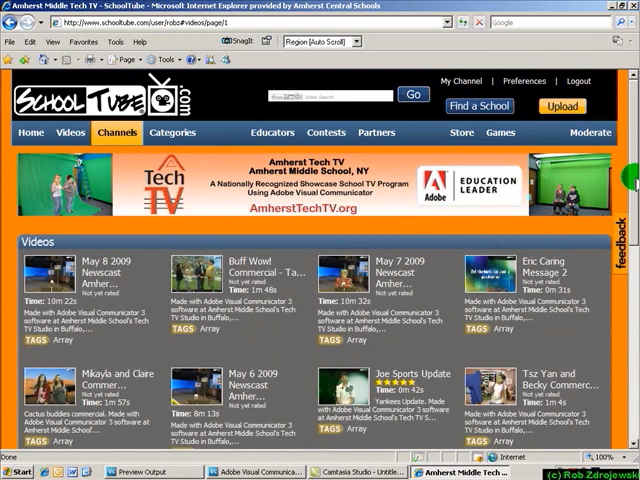 Amherst Middle Tech TV - SchoolTube - Microsoft Internet Explorer provided by Amherst Central Schools
http://www.schooltube.com/user/robz#videos/page/1
Google
File Edit View Favorites Tools Help
SnagIt
Region [Auto Scroll]
Page Tools
SCHOOL TUBE .com
My Channel | Preferences | Logout
Video Search
Go
Find a School
Upload
Home Videos Channels Categories Educators Contests Partners Store Games Moderate
Tech TV
Amherst Tech TV
Amherst Middle School, NY
A Nationally Recognized Showcase School TV Program
Using Adobe Visual Communicator
AmherstTechTV.org
Adobe
EDUCATION LEADER
feedback
Videos
May 8 2009
Newscast
Amher...
Not yet rated
Time: 10m 22s
Made with Adobe Visual Communicator 3
software at Amherst Middle School's Tech
TV Studio in Buffalo,...
TAGS Array
Buff Wow!
Commercial - Ta...
Not yet rated
Time: 1m 48s
Made with Adobe Visual Communicator 3
software at Amherst Middle School's Tech
TV Studio in Buffalo,...
TAGS Array
May 7 2009
Newscast
Amher...
Not yet rated
Time: 10m 32s
Made with Adobe Visual Communicator 3
software at Amherst Middle School's Tech
TV Studio in Buffalo,...
TAGS Array
Eric Caring
Message 2
Not yet rated
Time: 0m 31s
Made with Adobe Visual Communicator 3
software at Amherst Middle School's Tech
TV Studio in Buffalo,...
TAGS Array
Mikayla and Claire
Commer...
Not yet rated
Time: 1m 57s
Cactus buddies commercial. Made with
Adobe Visual Communicator 3 software at
Amherst Middle School'...
TAGS Array
May 6 2009
Newscast
Amher...
Not yet rated
Time: 8m 13s
Made with Adobe Visual Communicator 3
software at Amherst Middle School's Tech
TV Studio in Buffalo,...
Joe Sports Update
Time: 0m 42s
Yankees Update. Made
with Adobe Visual Communicator 3 software
at Amherst Middle School's Tech TV S...
TAGS Array
Tsz Yan and
Becky Commerc...
Not yet rated
Time: 1m 4s
Made with Adobe Visual Communicator 3
software at Amherst Middle School's Tech
TV Studio in Buffalo,...
TAGS Array
Done
Internet
100%
Start
Preview Output
Adobe Visual Communica...
Camtasia Studio - Untitle...
Amherst Middle Tech ...
(c) Rob Zdrojewski